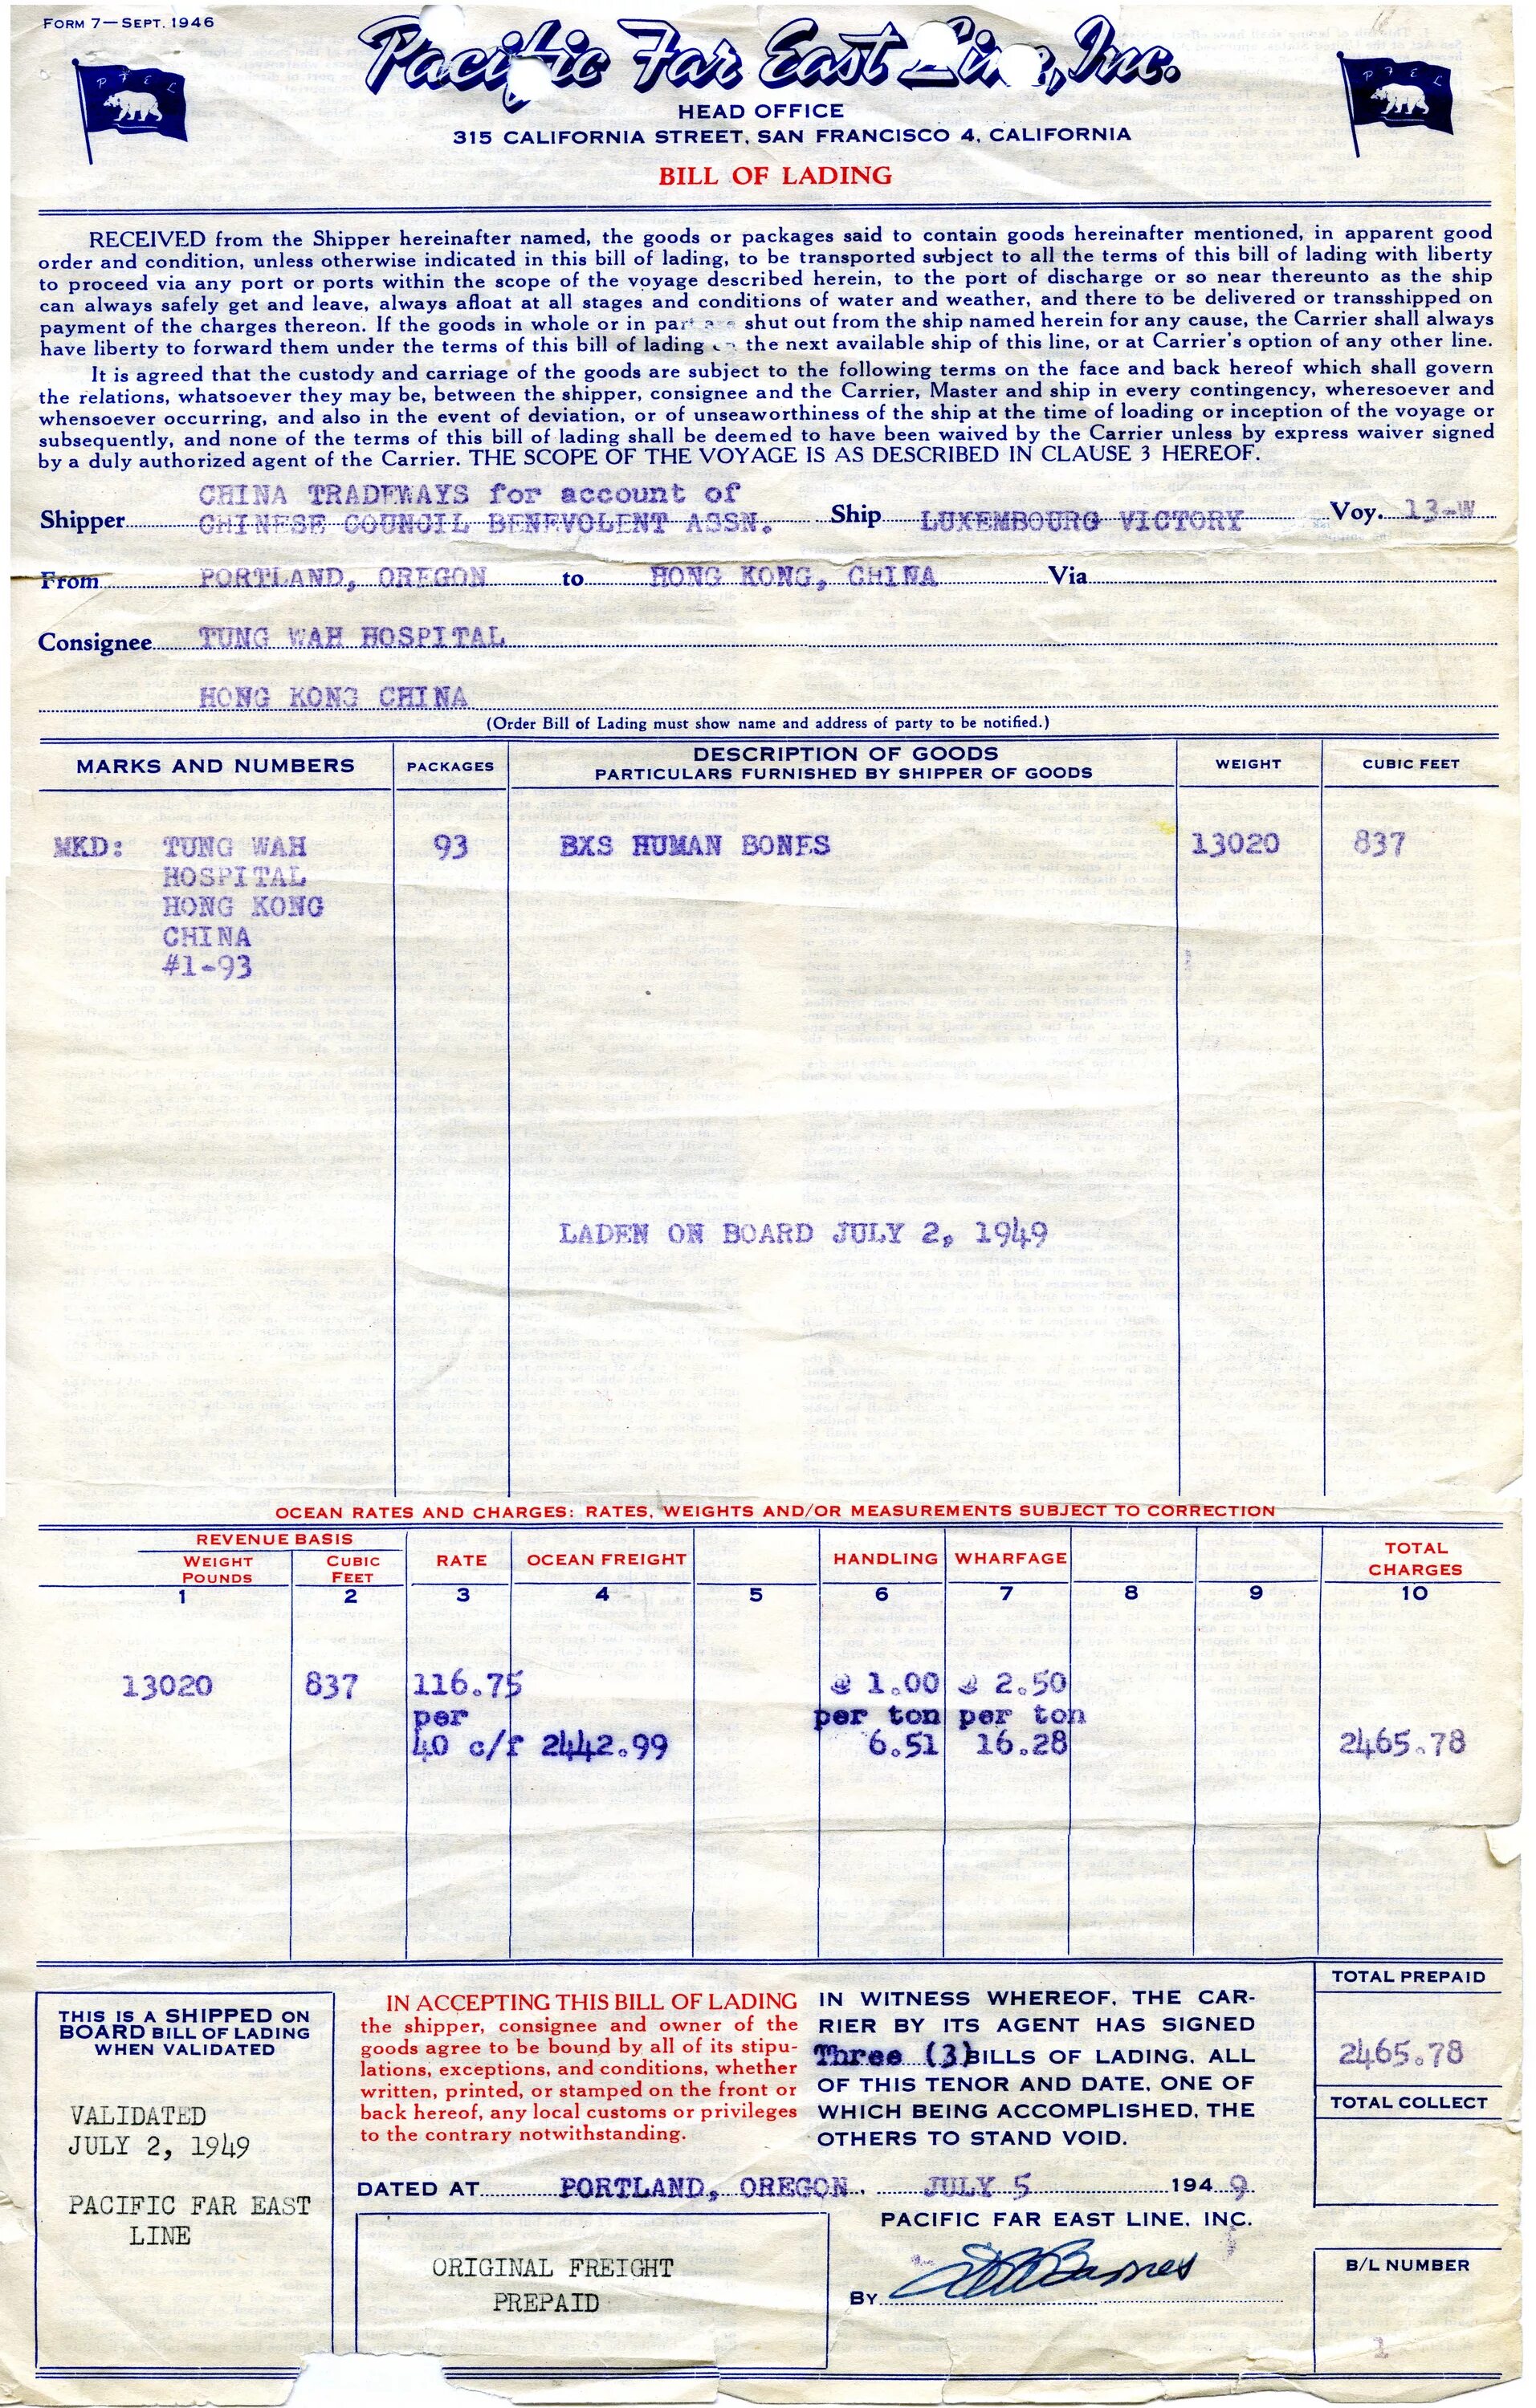 FORM 7—SEPT. 1946
Pacific Far East Line, Inc.
P F E L
P F E L
HEAD OFFICE
315 CALIFORNIA STREET, SAN FRANCISCO 4, CALIFORNIA
BILL OF LADING
RECEIVED from the Shipper hereinafter named, the goods or packages said to contain goods hereinafter mentioned, in apparent good
order and condition, unless otherwise indicated in this bill of lading, to be transported subject to all the terms of this bill of lading with liberty
to proceed via any port or ports within the scope of the voyage described herein, to the port of discharge or so near thereunto as the ship
can always safely get and leave, always afloat at all stages and conditions of water and weather, and there to be delivered or transshipped on
payment of the charges thereon. If the goods in whole or in part are shut out from the ship named herein for any cause, the Carrier shall always
have liberty to forward them under the terms of this bill of lading on the next available ship of this line, or at Carrier's option of any other line.
It is agreed that the custody and carriage of the goods are subject to the following terms on the face and back hereof which shall govern
the relations, whatsoever they may be, between the shipper, consignee and the Carrier, Master and ship in every contingency, wheresoever and
whensoever occurring, and also in the event of deviation, or of unseaworthiness of the ship at the time of loading or inception of the voyage or
subsequently, and none of the terms of this bill of lading shall be deemed to have been waived by the Carrier unless by express waiver signed
by a duly authorized agent of the Carrier. THE SCOPE OF THE VOYAGE IS AS DESCRIBED IN CLAUSE 3 HEREOF.
CHINA TRADEWAYS for account of
Shipper CHINESE COUNCIL BENEVOLENT ASSN. Ship LUXEMBOURG VICTORY Voy. 13-W
From PORTLAND, OREGON to HONG KONG, CHINA Via
Consignee TUNG WAH HOSPITAL
HONG KONG CHINA
(Order Bill of Lading must show name and address of party to be notified.)
MARKS AND NUMBERS PACKAGES DESCRIPTION OF GOODS WEIGHT CUBIC FEET
PARTICULARS FURNISHED BY SHIPPER OF GOODS
MKD: TUNG WAH 93 BXS HUMAN BONES 13020 837
HOSPITAL
HONG KONG
CHINA
#1-93
LADEN ON BOARD JULY 2, 1949
OCEAN RATES AND CHARGES: RATES, WEIGHTS AND/OR MEASUREMENTS SUBJECT TO CORRECTION
REVENUE BASIS
WEIGHT POUNDS CUBIC FEET RATE OCEAN FREIGHT HANDLING WHARFAGE TOTAL CHARGES
1 2 3 4 5 6 7 8 9 10
13020 837 116.75 @ 1.00 @ 2.50
per per ton per ton
40 c/f 2442.99 6.51 16.28 2465.78
THIS IS A SHIPPED ON
BOARD BILL OF LADING
WHEN VALIDATED
VALIDATED
JULY 2, 1949
PACIFIC FAR EAST
LINE
IN ACCEPTING THIS BILL OF LADING
the shipper, consignee and owner of the
goods agree to be bound by all of its stipu-
lations, exceptions, and conditions, whether
written, printed, or stamped on the front or
back hereof, any local customs or privileges
to the contrary notwithstanding.
IN WITNESS WHEREOF, THE CAR-
RIER BY ITS AGENT HAS SIGNED
Three (3) BILLS OF LADING, ALL
OF THIS TENOR AND DATE, ONE OF
WHICH BEING ACCOMPLISHED, THE
OTHERS TO STAND VOID.
TOTAL PREPAID
2465.78
TOTAL COLLECT
DATED AT PORTLAND, OREGON, JULY 5 1949
PACIFIC FAR EAST LINE, INC.
ORIGINAL FREIGHT
PREPAID
BY
B/L NUMBER
1